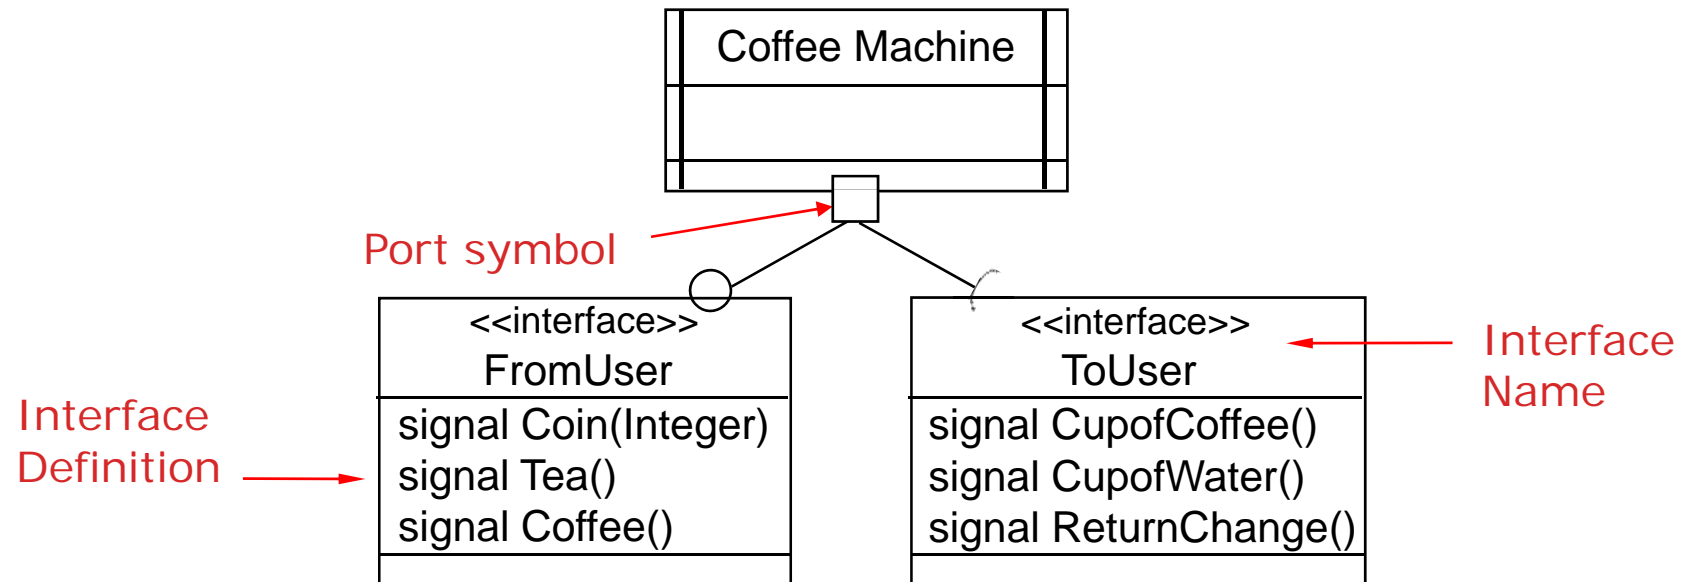 Coffee Machine
Port symbol
<<interface>>
FromUser
signal Coin(Integer)
signal Tea()
signal Coffee()
<<interface>>
ToUser
signal CupofCoffee()
signal CupofWater()
signal ReturnChange()
Interface
Name
Interface
Definition